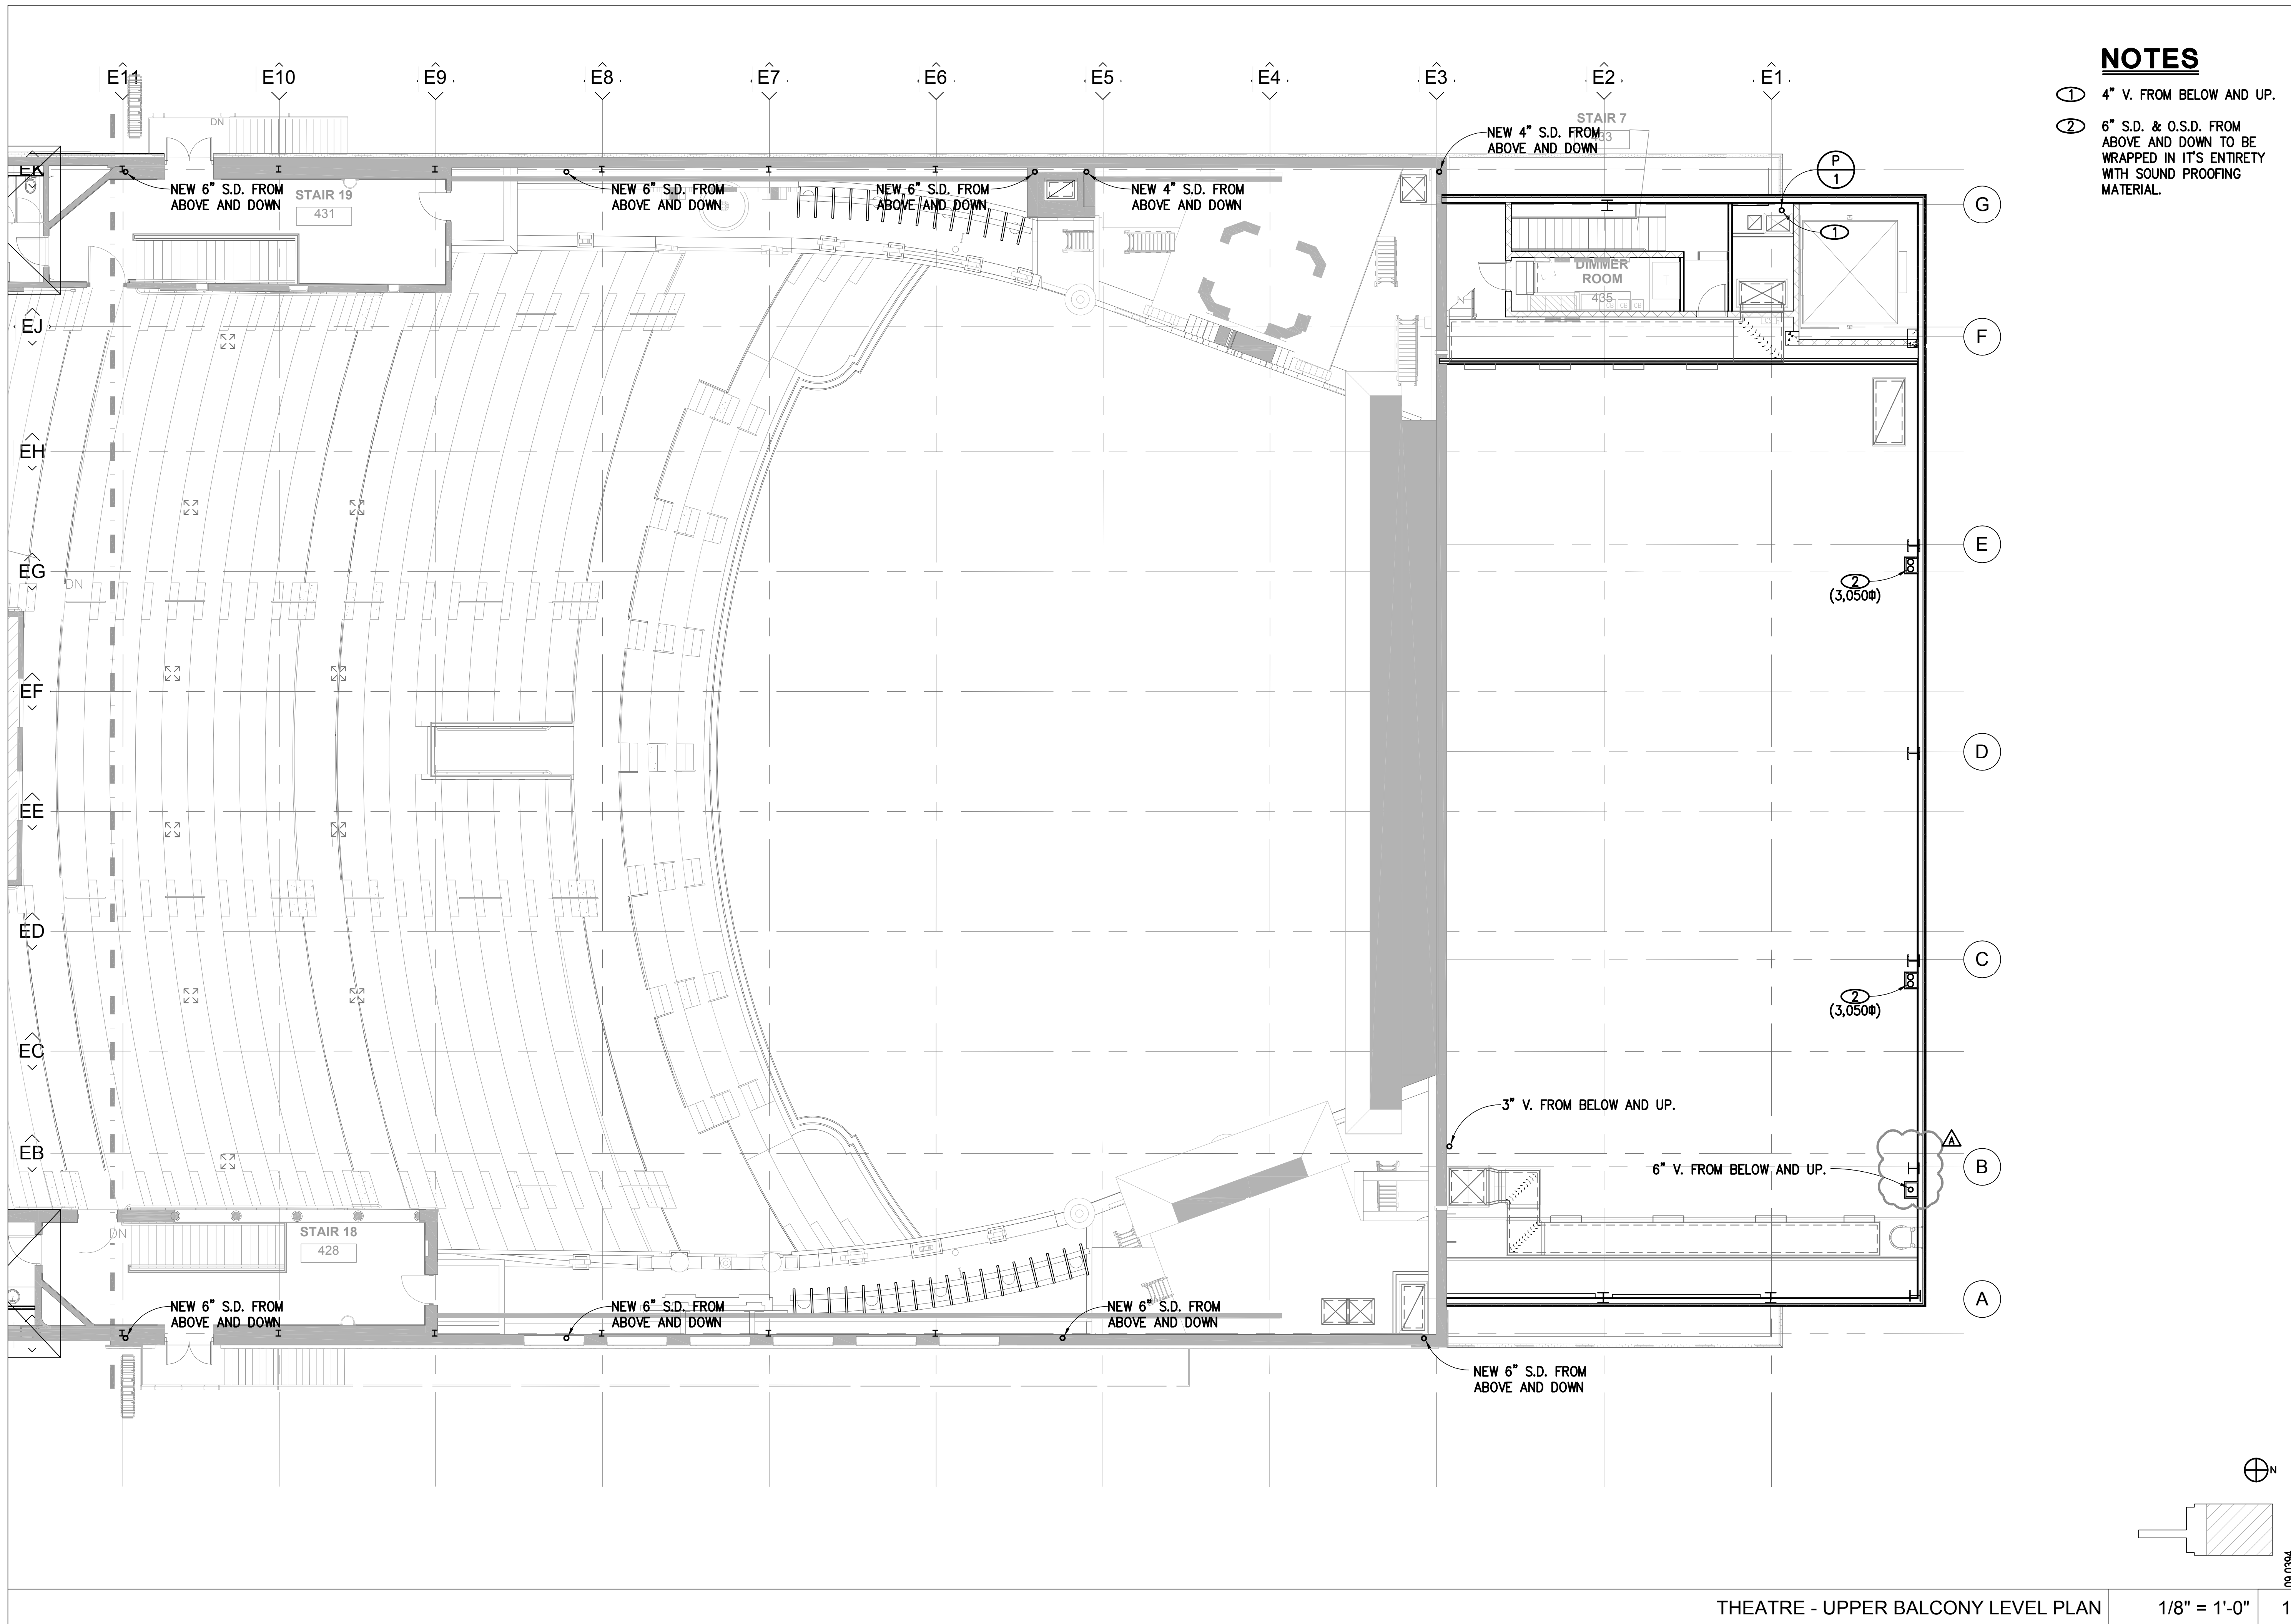 NOTES
1 4" V. FROM BELOW AND UP.
2 6" S.D. & O.S.D. FROM
ABOVE AND DOWN TO BE
WRAPPED IN IT'S ENTIRETY
WITH SOUND PROOFING
MATERIAL.
E11 E10 E9 E8 E7 E6 E5 E4 E3 E2 E1
DN
STAIR 7
NEW 4" S.D. FROM
ABOVE AND DOWN
P
1
EK
NEW 6" S.D. FROM
ABOVE AND DOWN
STAIR 19
431
NEW 6" S.D. FROM
ABOVE AND DOWN
NEW 6" S.D. FROM
ABOVE AND DOWN
NEW 4" S.D. FROM
ABOVE AND DOWN
G
1
DIMMER
ROOM
435
EJ
F
EH
E
EG
DN
2
(3,050Φ)
EF
D
EE
ED
C
2
(3,050Φ)
EC
3" V. FROM BELOW AND UP.
A
EB
B
6" V. FROM BELOW AND UP.
DN
STAIR 18
428
NEW 6" S.D. FROM
ABOVE AND DOWN
NEW 6" S.D. FROM
ABOVE AND DOWN
NEW 6" S.D. FROM
ABOVE AND DOWN
A
NEW 6" S.D. FROM
ABOVE AND DOWN
N
09.0394
THEATRE - UPPER BALCONY LEVEL PLAN 1/8" = 1'-0" 1